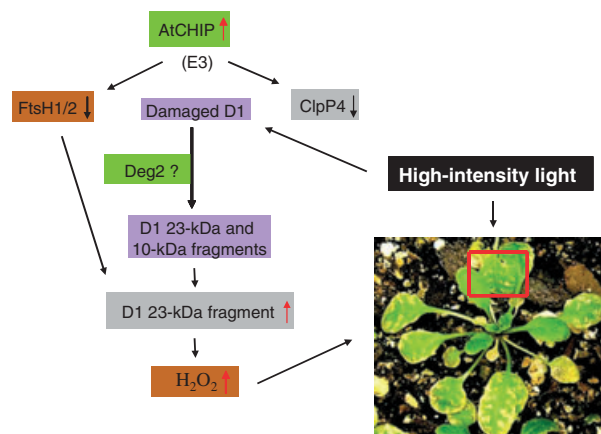 AtCHIP
(E3)
FtsH1/2
Damaged D1
ClpP4
Deg2 ?
High-intensity light
D1 23-kDa and
10-kDa fragments
D1 23-kDa fragment
H₂O₂